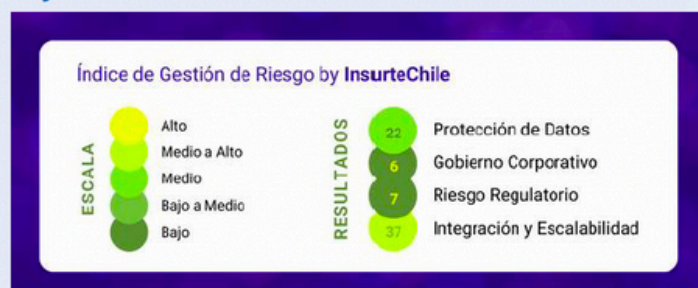 Índice de Gestión de Riesgo by InsurteChile
ESCALA
Alto
Medio a Alto
Medio
Bajo a Medio
Bajo
RESULTADOS
22 Protección de Datos
6 Gobierno Corporativo
7 Riesgo Regulatorio
37 Integración y Escalabilidad